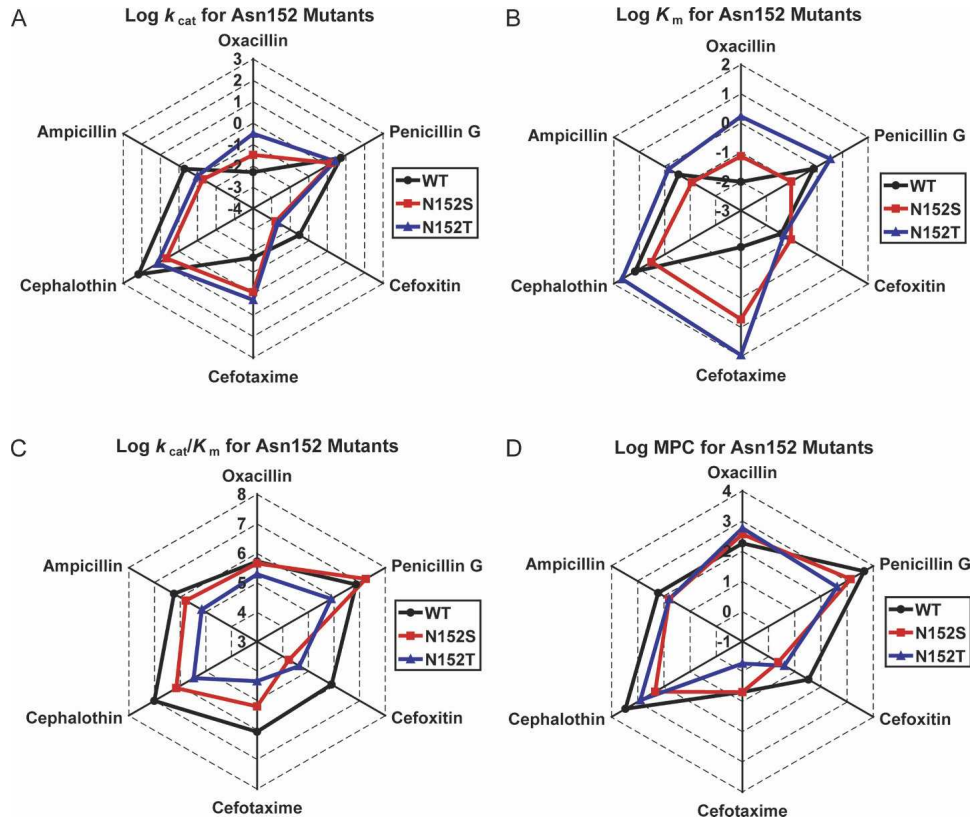 A
Log kcat for Asn152 Mutants
Oxacillin
3
2
1
0
-1
-2
-3
-4
Ampicillin
Penicillin G
Cephalothin
Cefoxitin
Cefotaxime
WT
N152S
N152T
B
Log Km for Asn152 Mutants
Oxacillin
2
1
0
-1
-2
-3
Ampicillin
Penicillin G
Cephalothin
Cefoxitin
Cefotaxime
WT
N152S
N152T
C
Log kcat/Km for Asn152 Mutants
Oxacillin
8
7
6
5
4
3
Ampicillin
Penicillin G
Cephalothin
Cefoxitin
Cefotaxime
WT
N152S
N152T
D
Log MPC for Asn152 Mutants
Oxacillin
4
3
2
1
0
-1
Ampicillin
Penicillin G
Cephalothin
Cefoxitin
Cefotaxime
WT
N152S
N152T